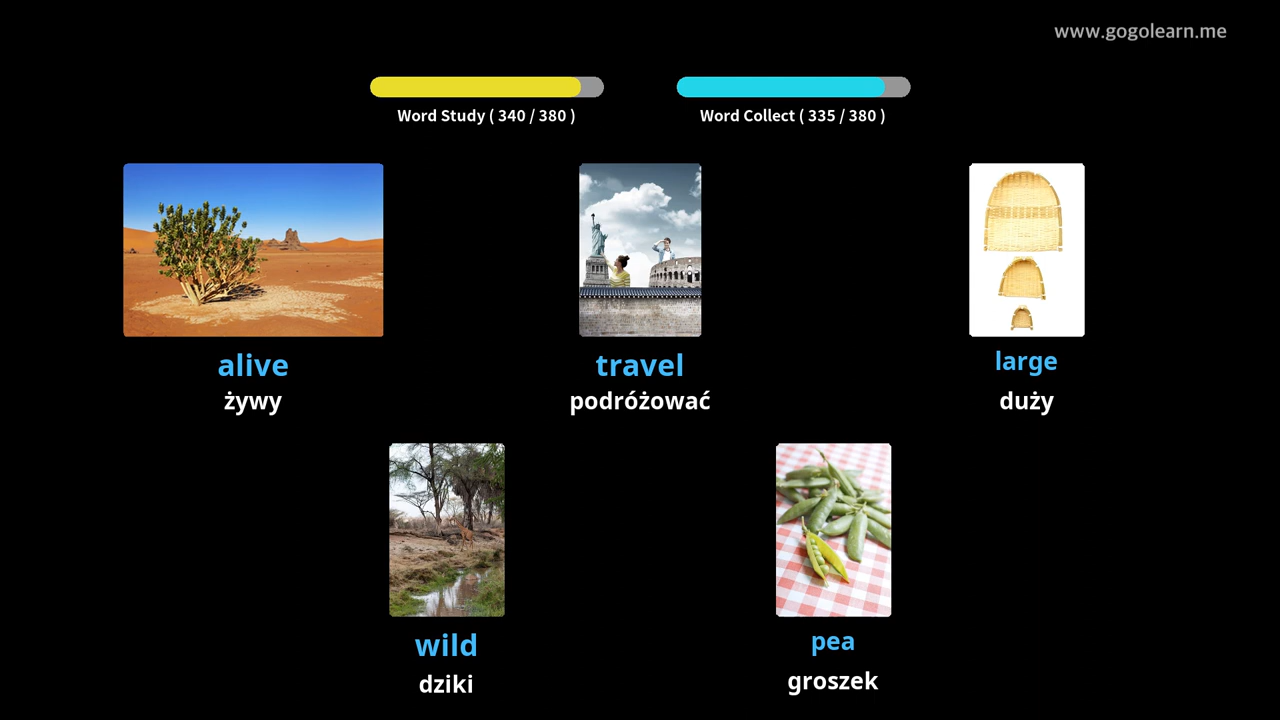 www.gogolearn.me
Word Study ( 340 / 380 )
Word Collect ( 335 / 380 )
alive
żywy
travel
podróżować
large
duży
wild
dziki
pea
groszek